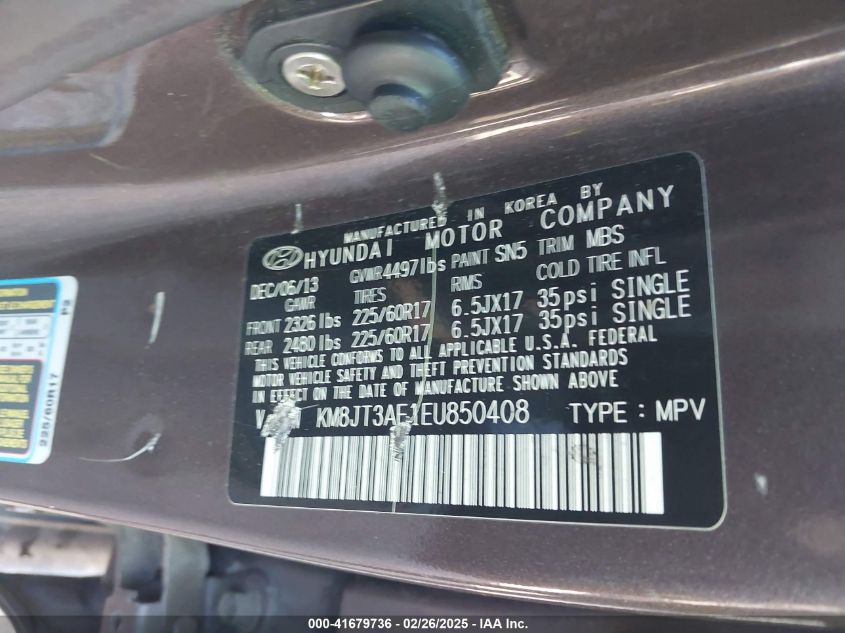 MANUFACTURED IN KOREA BY
HYUNDAI MOTOR COMPANY
DEC/06/13 GVWR4497lbs PAINT SN5 TRIM MBS
GAWR TIRES RIMS COLD TIRE INFL
FRONT 2326 lbs 225/60R17 6.5JX17 35psi SINGLE
REAR 2480 lbs 225/60R17 6.5JX17 35psi SINGLE
THIS VEHICLE CONFORMS TO ALL APPLICABLE U.S.A. FEDERAL
MOTOR VEHICLE SAFETY AND THEFT PREVENTION STANDARDS
IN EFFECT ON THE DATE OF MANUFACTURE SHOWN ABOVE
KM8JT3AF1EU850408 TYPE : MPV
P3
225/60R17
000-41679736 - 02/26/2025 - IAA Inc.